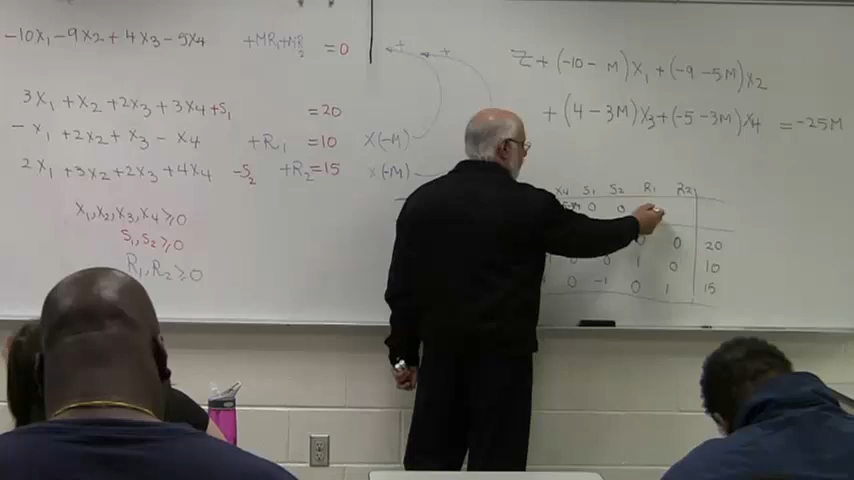 -10X₁-9X₂+4X₃-5X4 +MR₁+MR₂ =0
3X₁+X₂+2X₃+3X4+S₁ =20
-X₁+2X₂+X₃-X4 +R₁ =10 X(-M)
2X₁+3X₂+2X₃+4X4 -S₂ +R₂=15 X(-M)
X₁,X₂,X₃,X4≥0
S₁,S₂≥0
R₁,R₂≥0
Z+(-10-M)X₁+(-9-5M)X₂
+(4-3M)X₃+(-5-3M)X4 =-25M
X4 S₁ S₂ R₁ R₂
0 0
0 0 20
0 1 0 10
0 -1 0 1 15